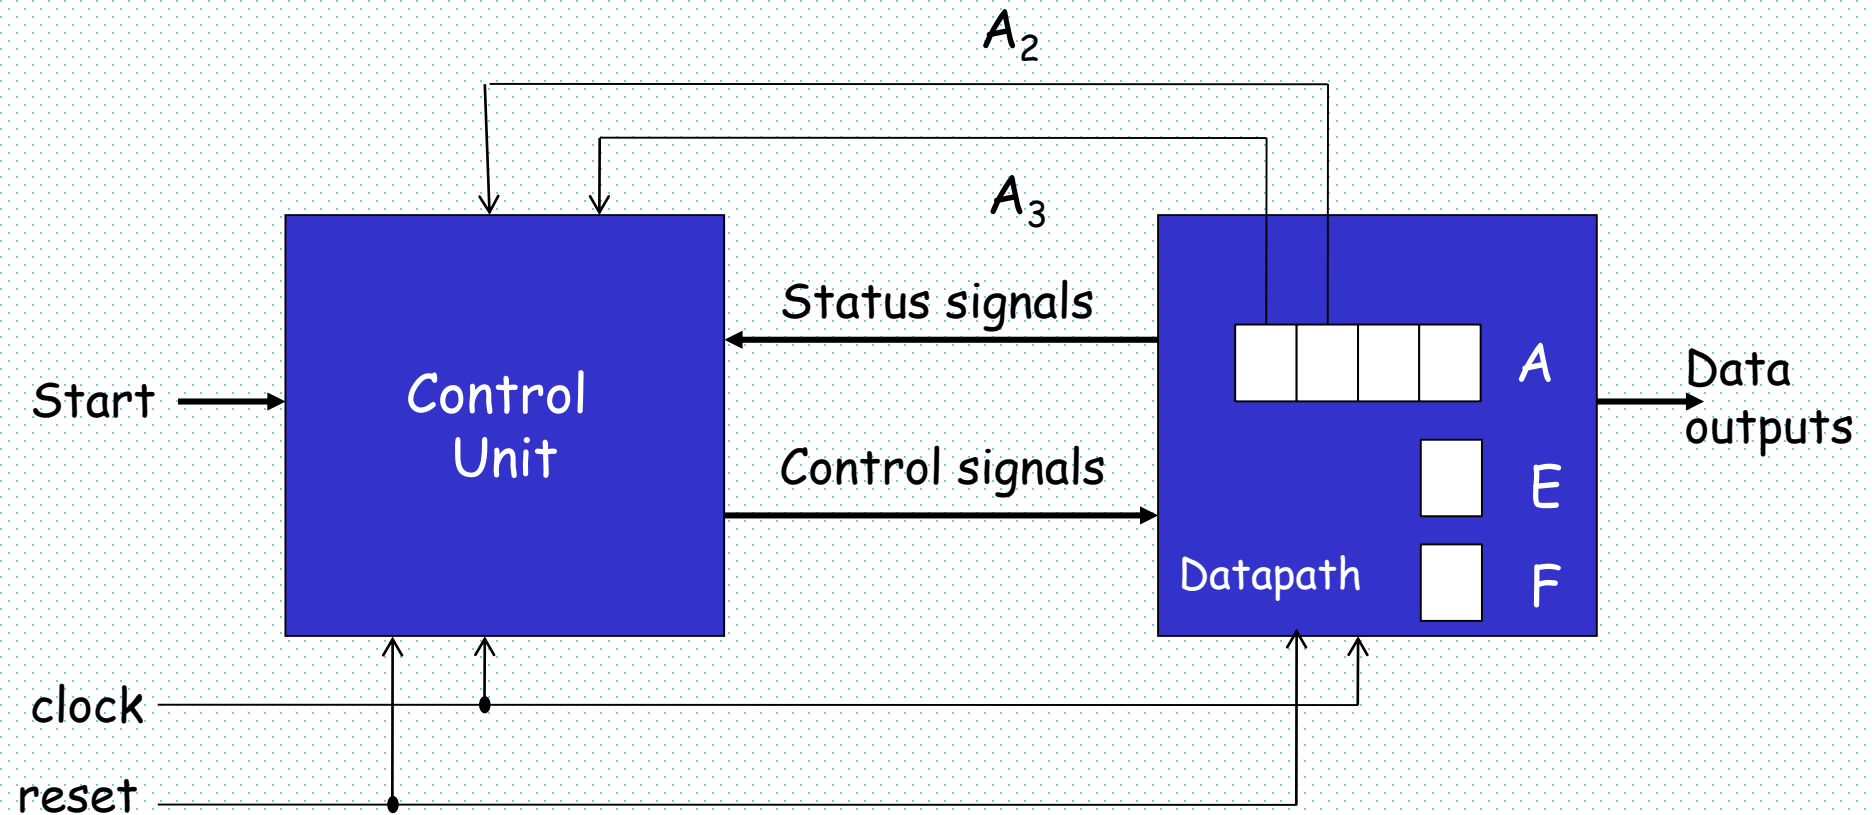 A2
A3
Status signals
A
Data
outputs
Start
Control
Unit
Control signals
E
Datapath
F
clock
reset